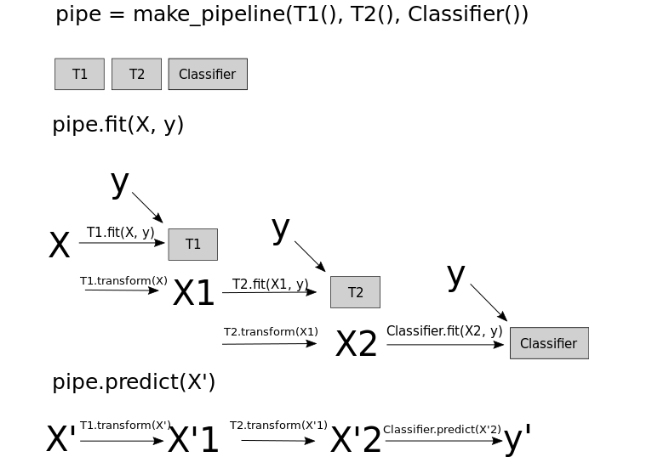 pipe = make_pipeline(T1(), T2(), Classifier())
T1 T2 Classifier
pipe.fit(X, y)
y
X T1.fit(X, y) T1
y
T1.transform(X) X1 T2.fit(X1, y) T2
y
T2.transform(X1) X2 Classifier.fit(X2, y) Classifier
pipe.predict(X')
X' T1.transform(X') X'1 T2.transform(X'1) X'2 Classifier.predict(X'2) y'